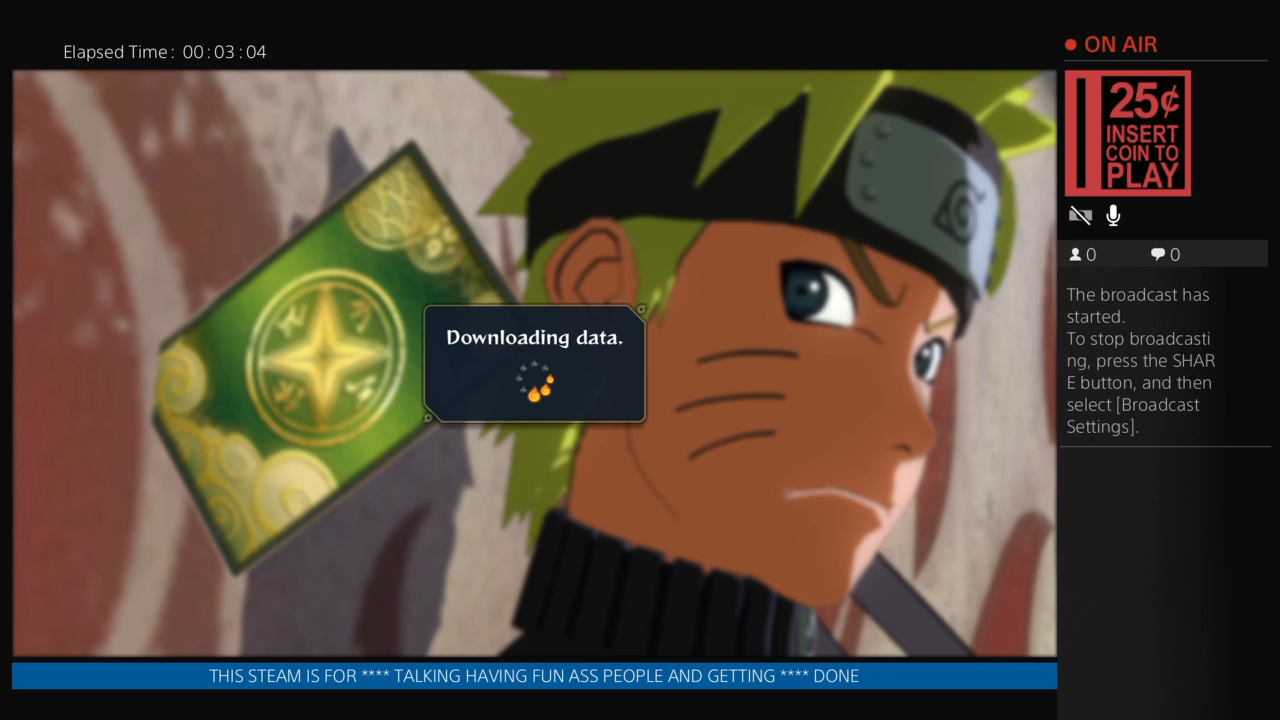 Elapsed Time: 00:03:04
ON AIR
25¢
INSERT
COIN TO
PLAY
0 0
The broadcast has
started.
To stop broadcasti
ng, press the SHAR
E button, and then
select [Broadcast
Settings].
Downloading data.
THIS STEAM IS FOR **** TALKING HAVING FUN ASS PEOPLE AND GETTING **** DONE